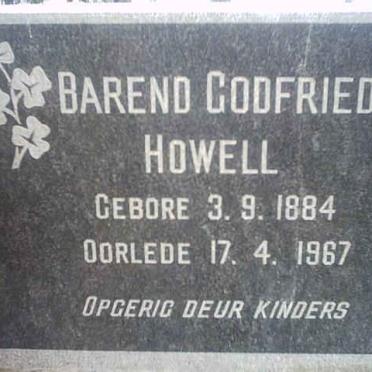 BAREND GODFRIED
HOWELL
GEBORE 3. 9. 1884
OORLEDE 17. 4. 1967
OPGERIG DEUR KINDERS